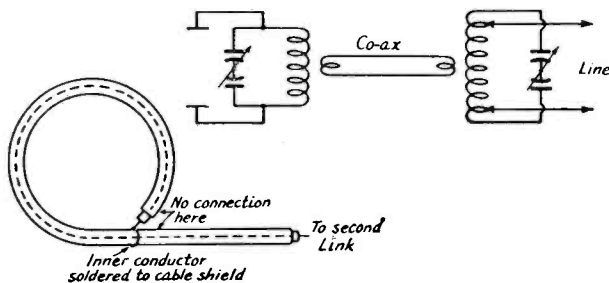 Co-ax
Line
No connection
here
To second
Link
Inner conductor
soldered to cable shield